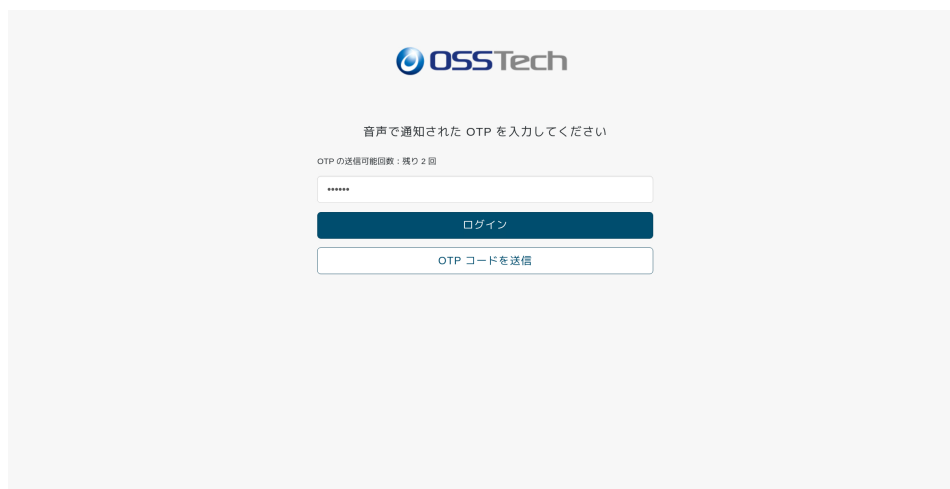 OSSTech
音声で通知された OTP を入力してください
OTP の送信可能回数：残り 2 回
••••••
ログイン
OTP コードを送信